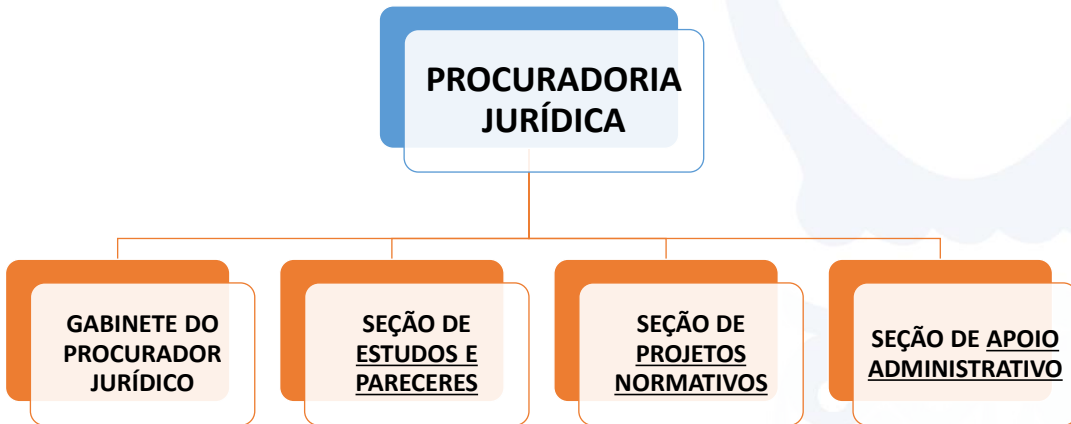 PROCURADORIA
JURÍDICA
GABINETE DO
PROCURADOR
JURÍDICO
SEÇÃO DE
ESTUDOS E
PARECERES
SEÇÃO DE
PROJETOS
NORMATIVOS
SEÇÃO DE APOIO
ADMINISTRATIVO